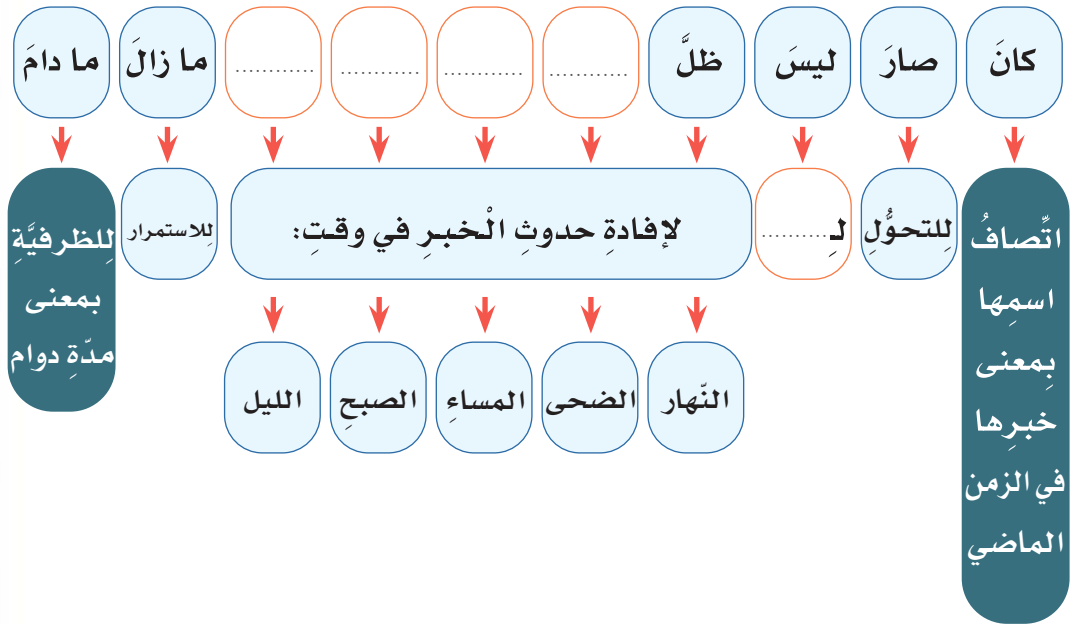 كانَ
صارَ
ليسَ
ظلَّ
............
............
............
............
ما زالَ
ما دامَ
اتِّصافُ
اسمِها
بِمعنى
خبرِها
في الزمن
الماضي
لِلتحوُّلِ
لِـ..........
لإفادةِ حدوثِ الْخبرِ في وقتِ:
لِلاستمرار
لِلظرفيَّةِ
بمعنى
مدّةِ دوام
النّهار
الضحى
المساءِ
الصبحِ
الليل